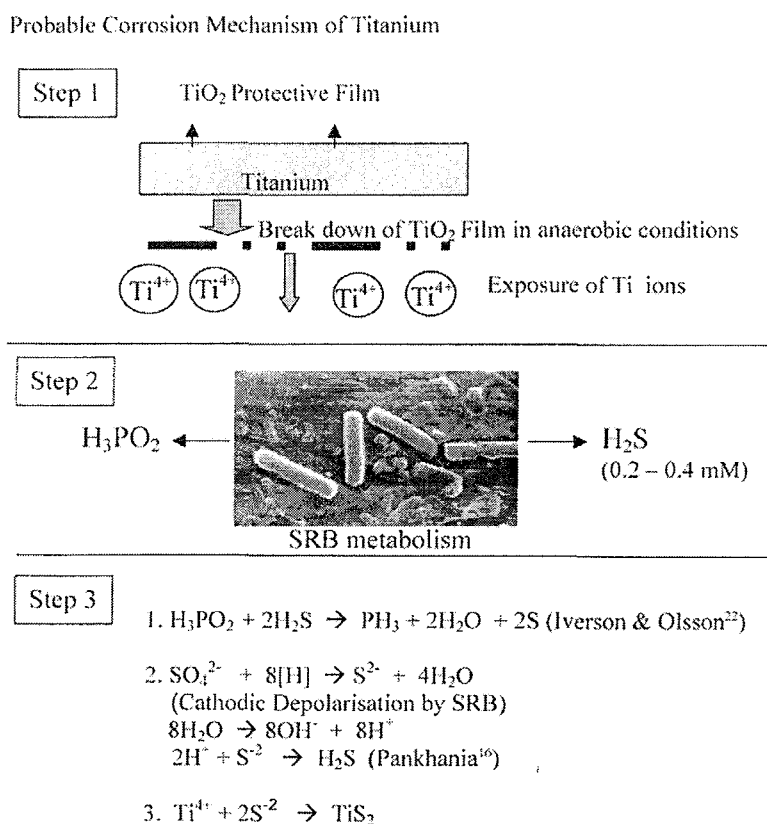 Probable Corrosion Mechanism of Titanium
Step 1
TiO₂ Protective Film
Titanium
Break down of TiO₂ Film in anaerobic conditions
Ti⁴⁺ Ti⁴⁺ Ti⁴⁺ Ti⁴⁺ Exposure of Ti ions
Step 2
H₃PO₂ H₂S
(0.2 – 0.4 mM)
SRB metabolism
Step 3
1. H₃PO₂ + 2H₂S → PH₃ + 2H₂O + 2S (Iverson & Olsson²²)
2. SO₄²⁻ + 8[H] → S²⁻ + 4H₂O
(Cathodic Depolarisation by SRB)
8H₂O → 8OH⁻ + 8H⁺
2H⁺ + S⁻² → H₂S (Pankhania¹⁶)
3. Ti⁴⁺ + 2S⁻² → TiS₂